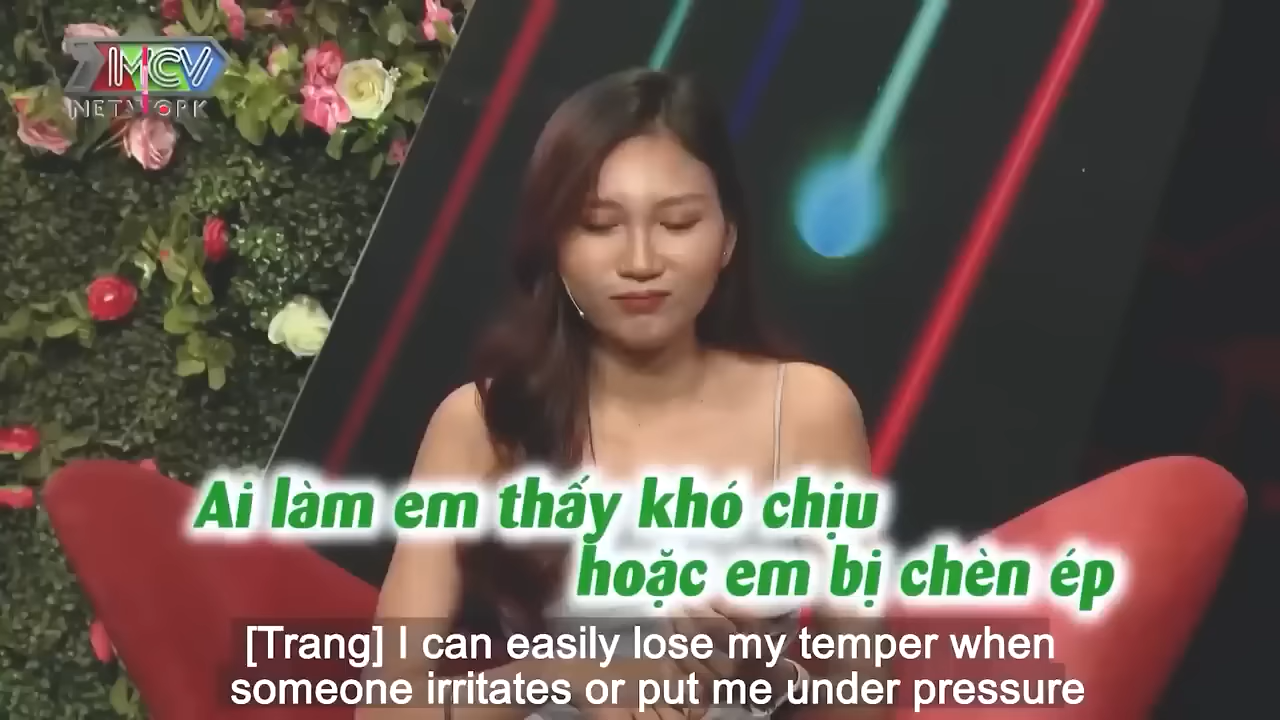 MCV
NETWORK
Ai làm em thấy khó chịu
hoặc em bị chèn ép
[Trang] I can easily lose my temper when
someone irritates or put me under pressure